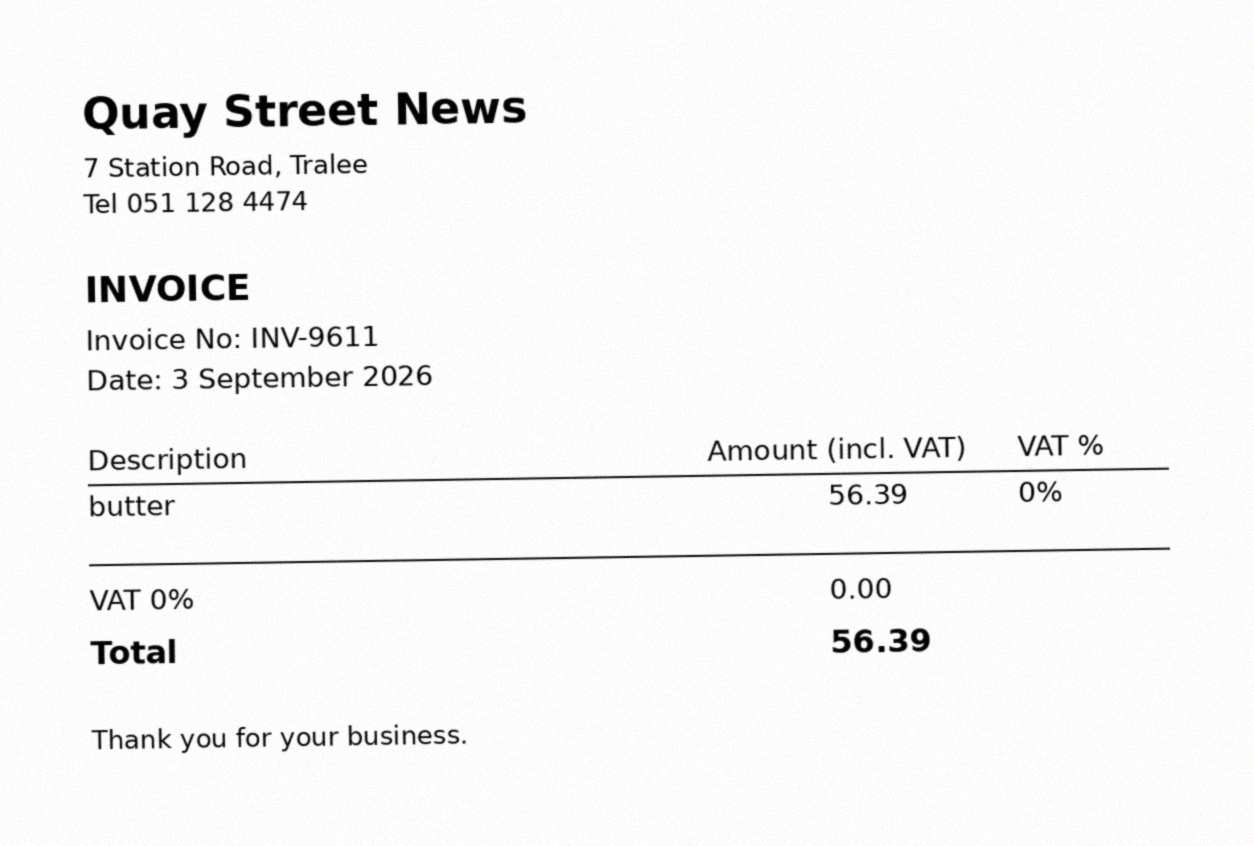 Quay Street News
7 Station Road, Tralee
Tel 051 128 4474
INVOICE
Invoice No: INV-9611
Date: 3 September 2026
Description Amount (incl. VAT) VAT %
butter 56.39 0%
VAT 0% 0.00
Total 56.39
Thank you for your business.